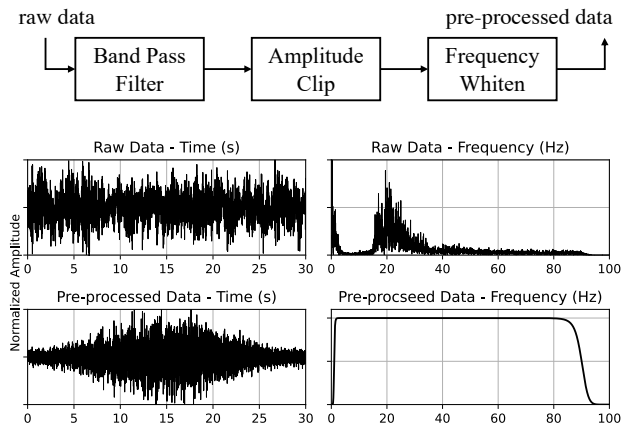 raw data
pre-processed data
Band Pass
Filter
Amplitude
Clip
Frequency
Whiten
Raw Data - Time (s)
Raw Data - Frequency (Hz)
0 5 10 15 20 25 30
0 20 40 60 80 100
Normalized Amplitude
Pre-processed Data - Time (s)
Pre-procseed Data - Frequency (Hz)
0 5 10 15 20 25 30
0 20 40 60 80 100